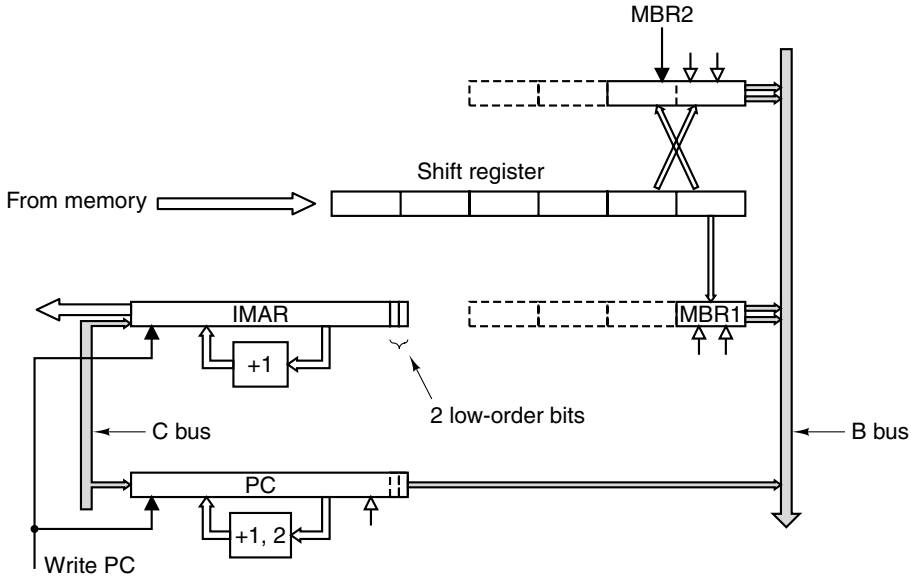 MBR2
Shift register
From memory
IMAR
MBR1
+1
2 low-order bits
C bus
B bus
PC
+1, 2
Write PC